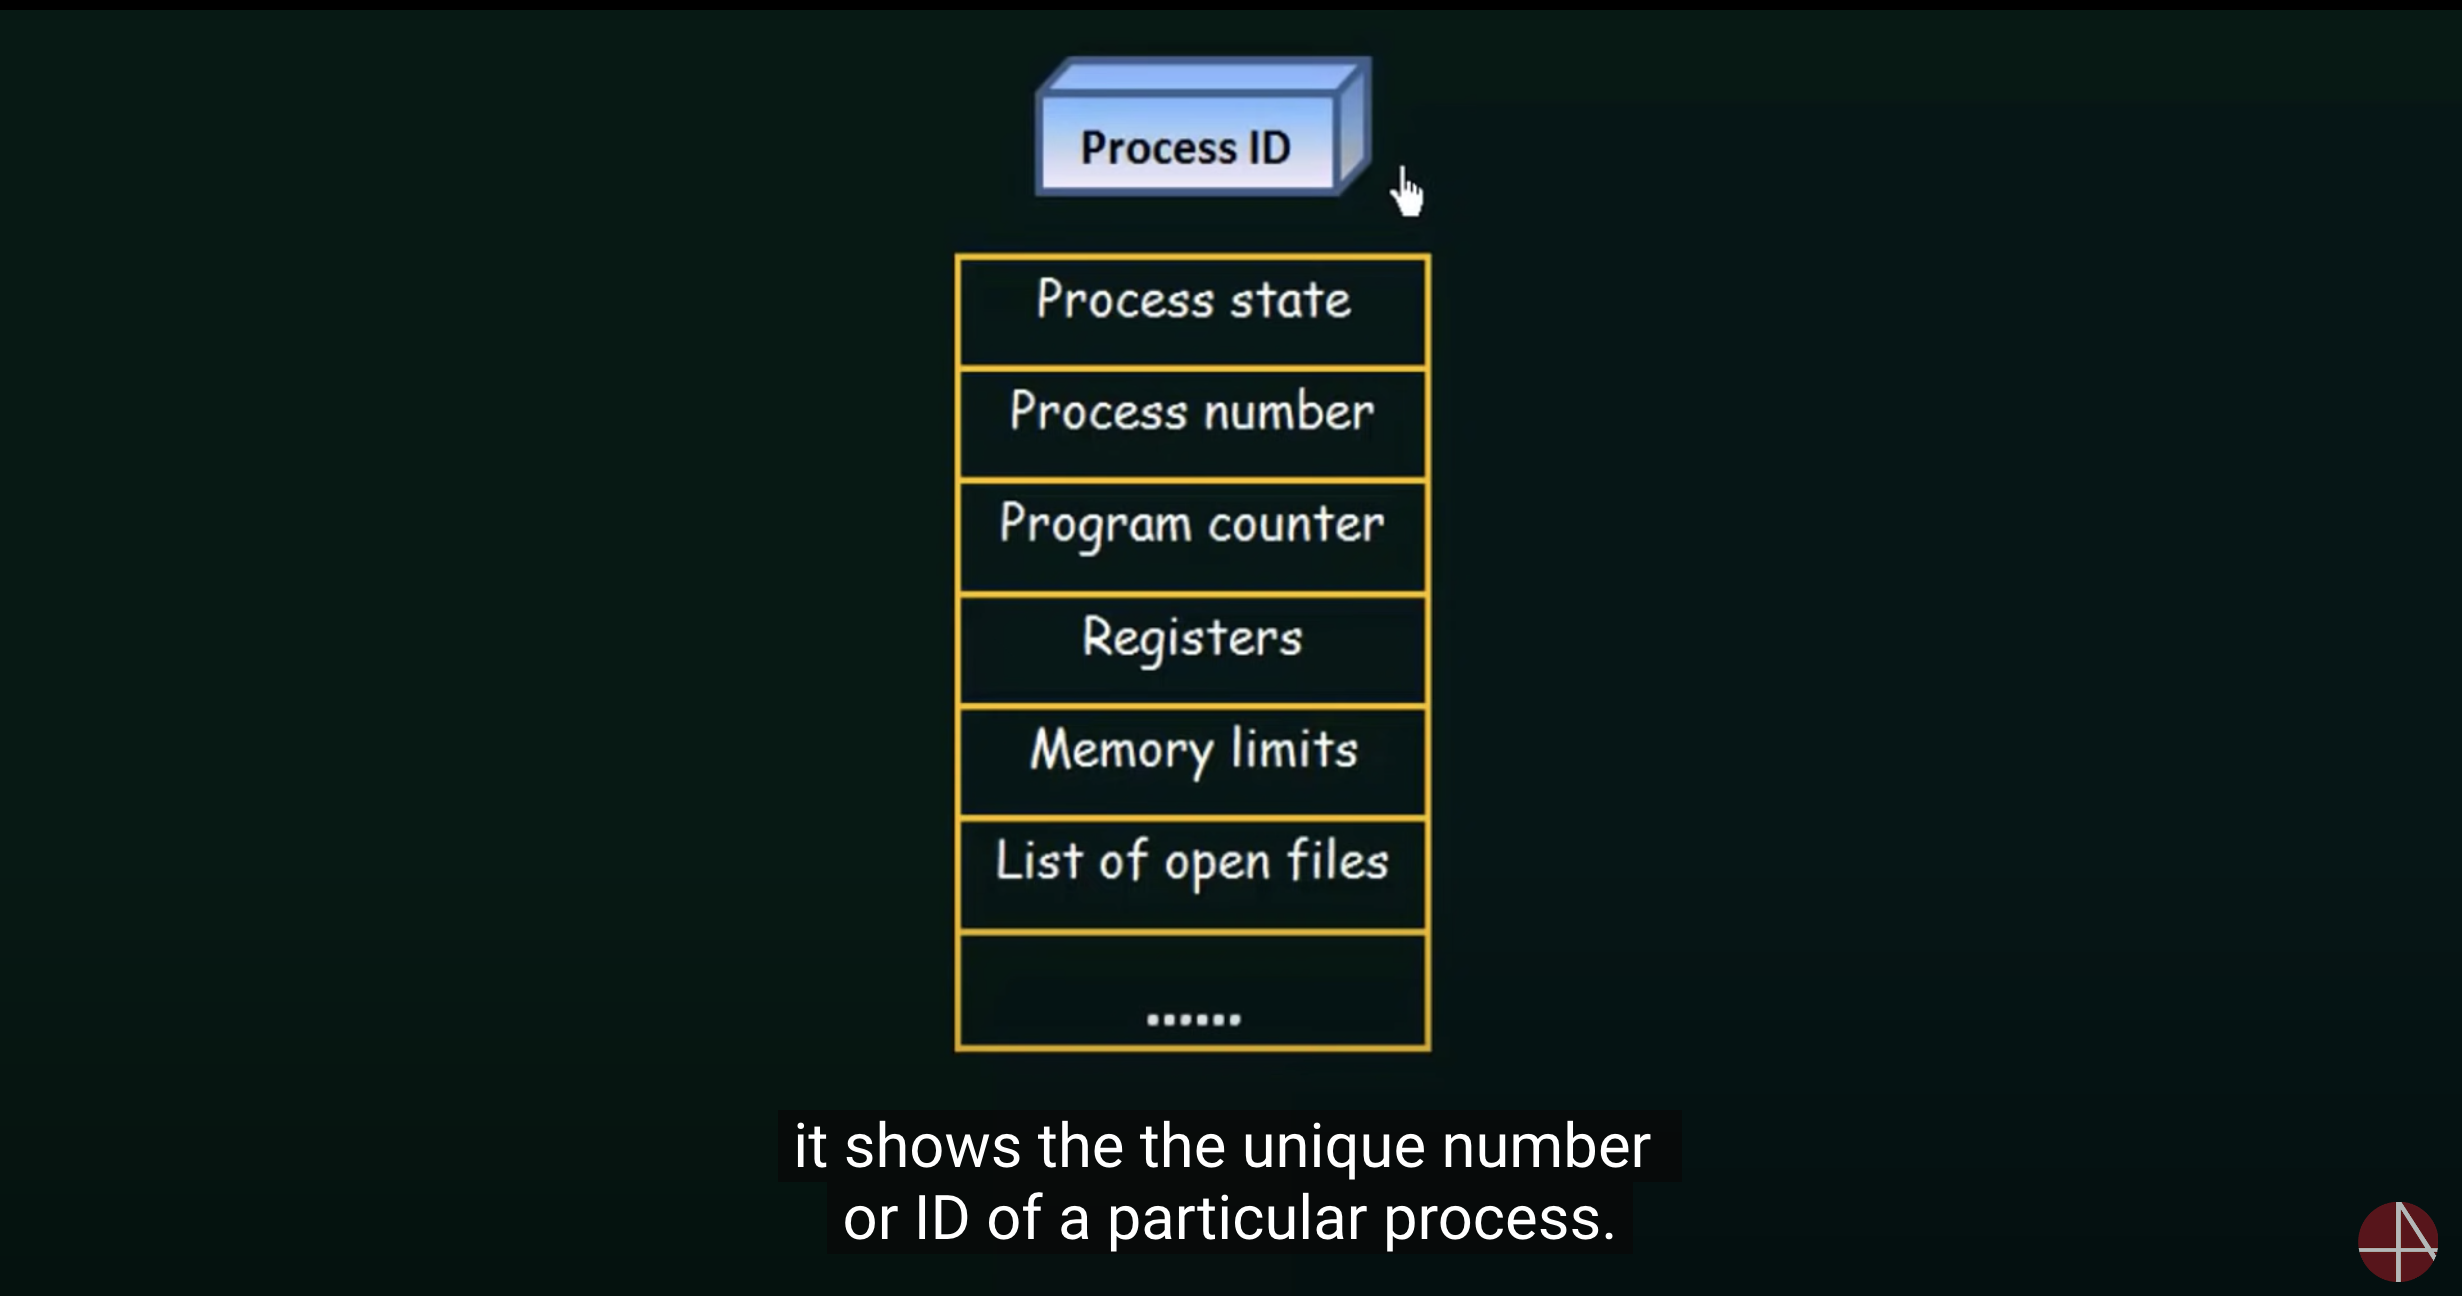 Process ID
Process state
Process number
Program counter
Registers
Memory limits
List of open files
......
it shows the the unique number
or ID of a particular process.